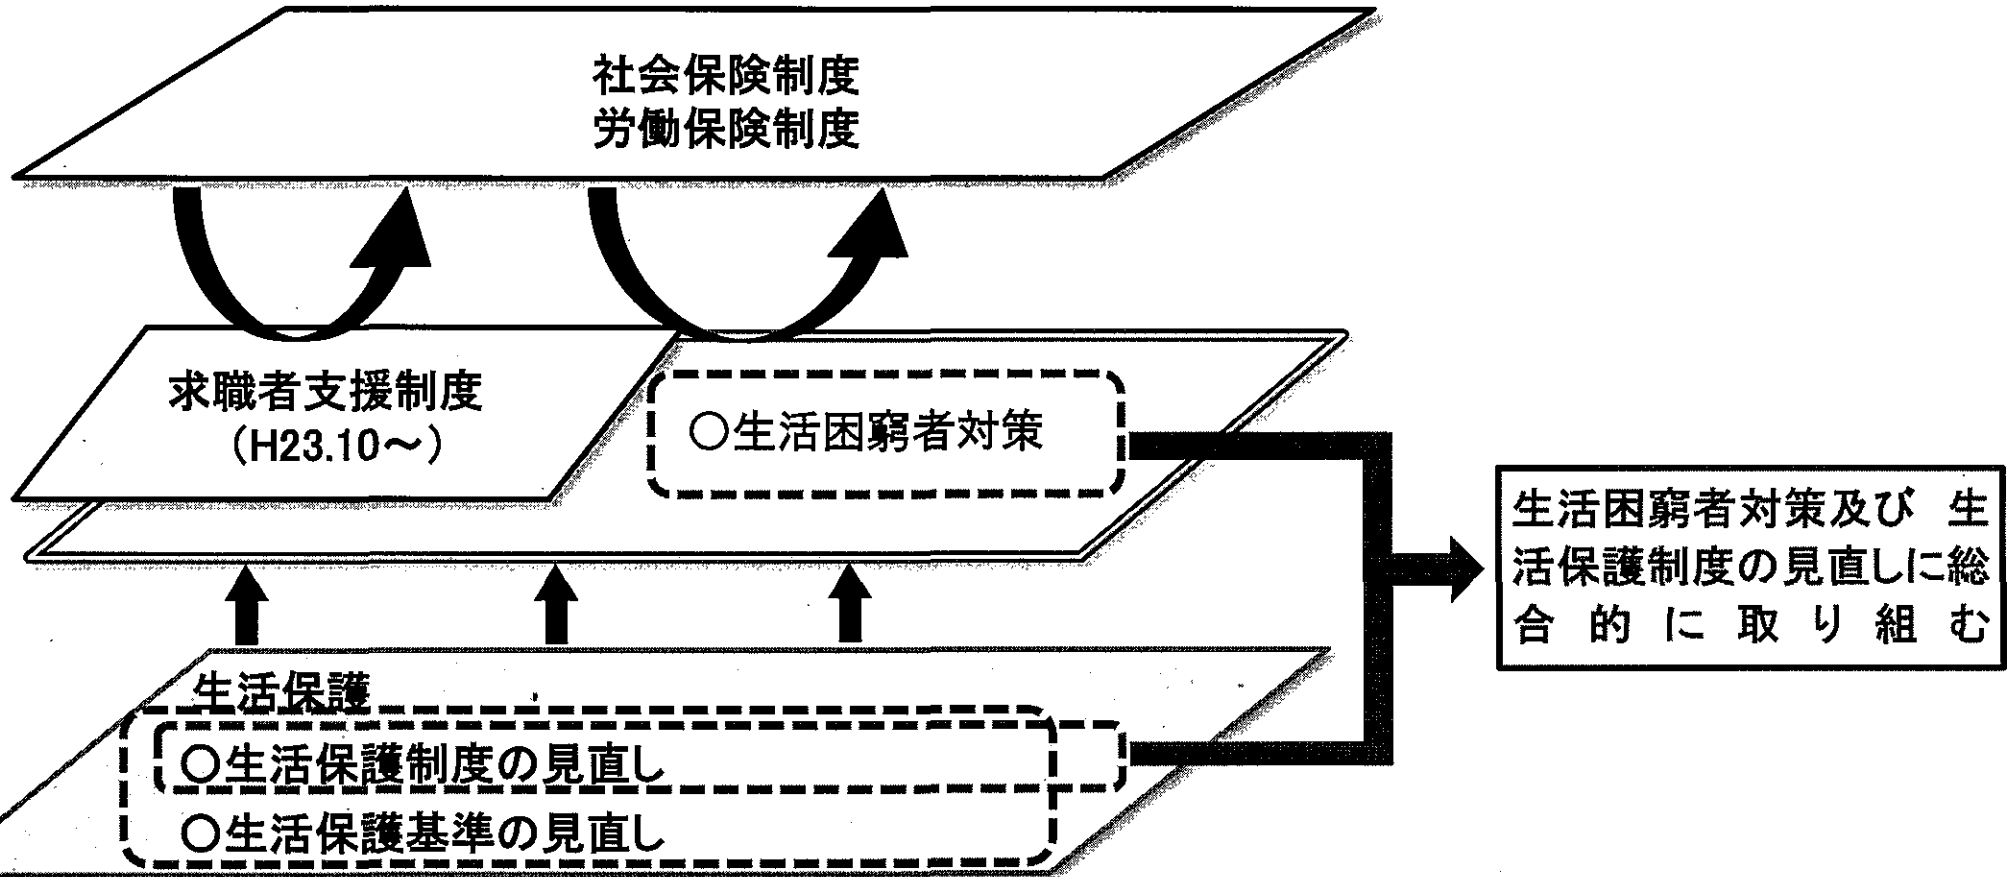 社会保険制度
労働保険制度
求職者支援制度
(H23.10～)
○生活困窮者対策
生活困窮者対策及び 生
活保護制度の見直しに総
合的に取り組む
生活保護
○生活保護制度の見直し
○生活保護基準の見直し